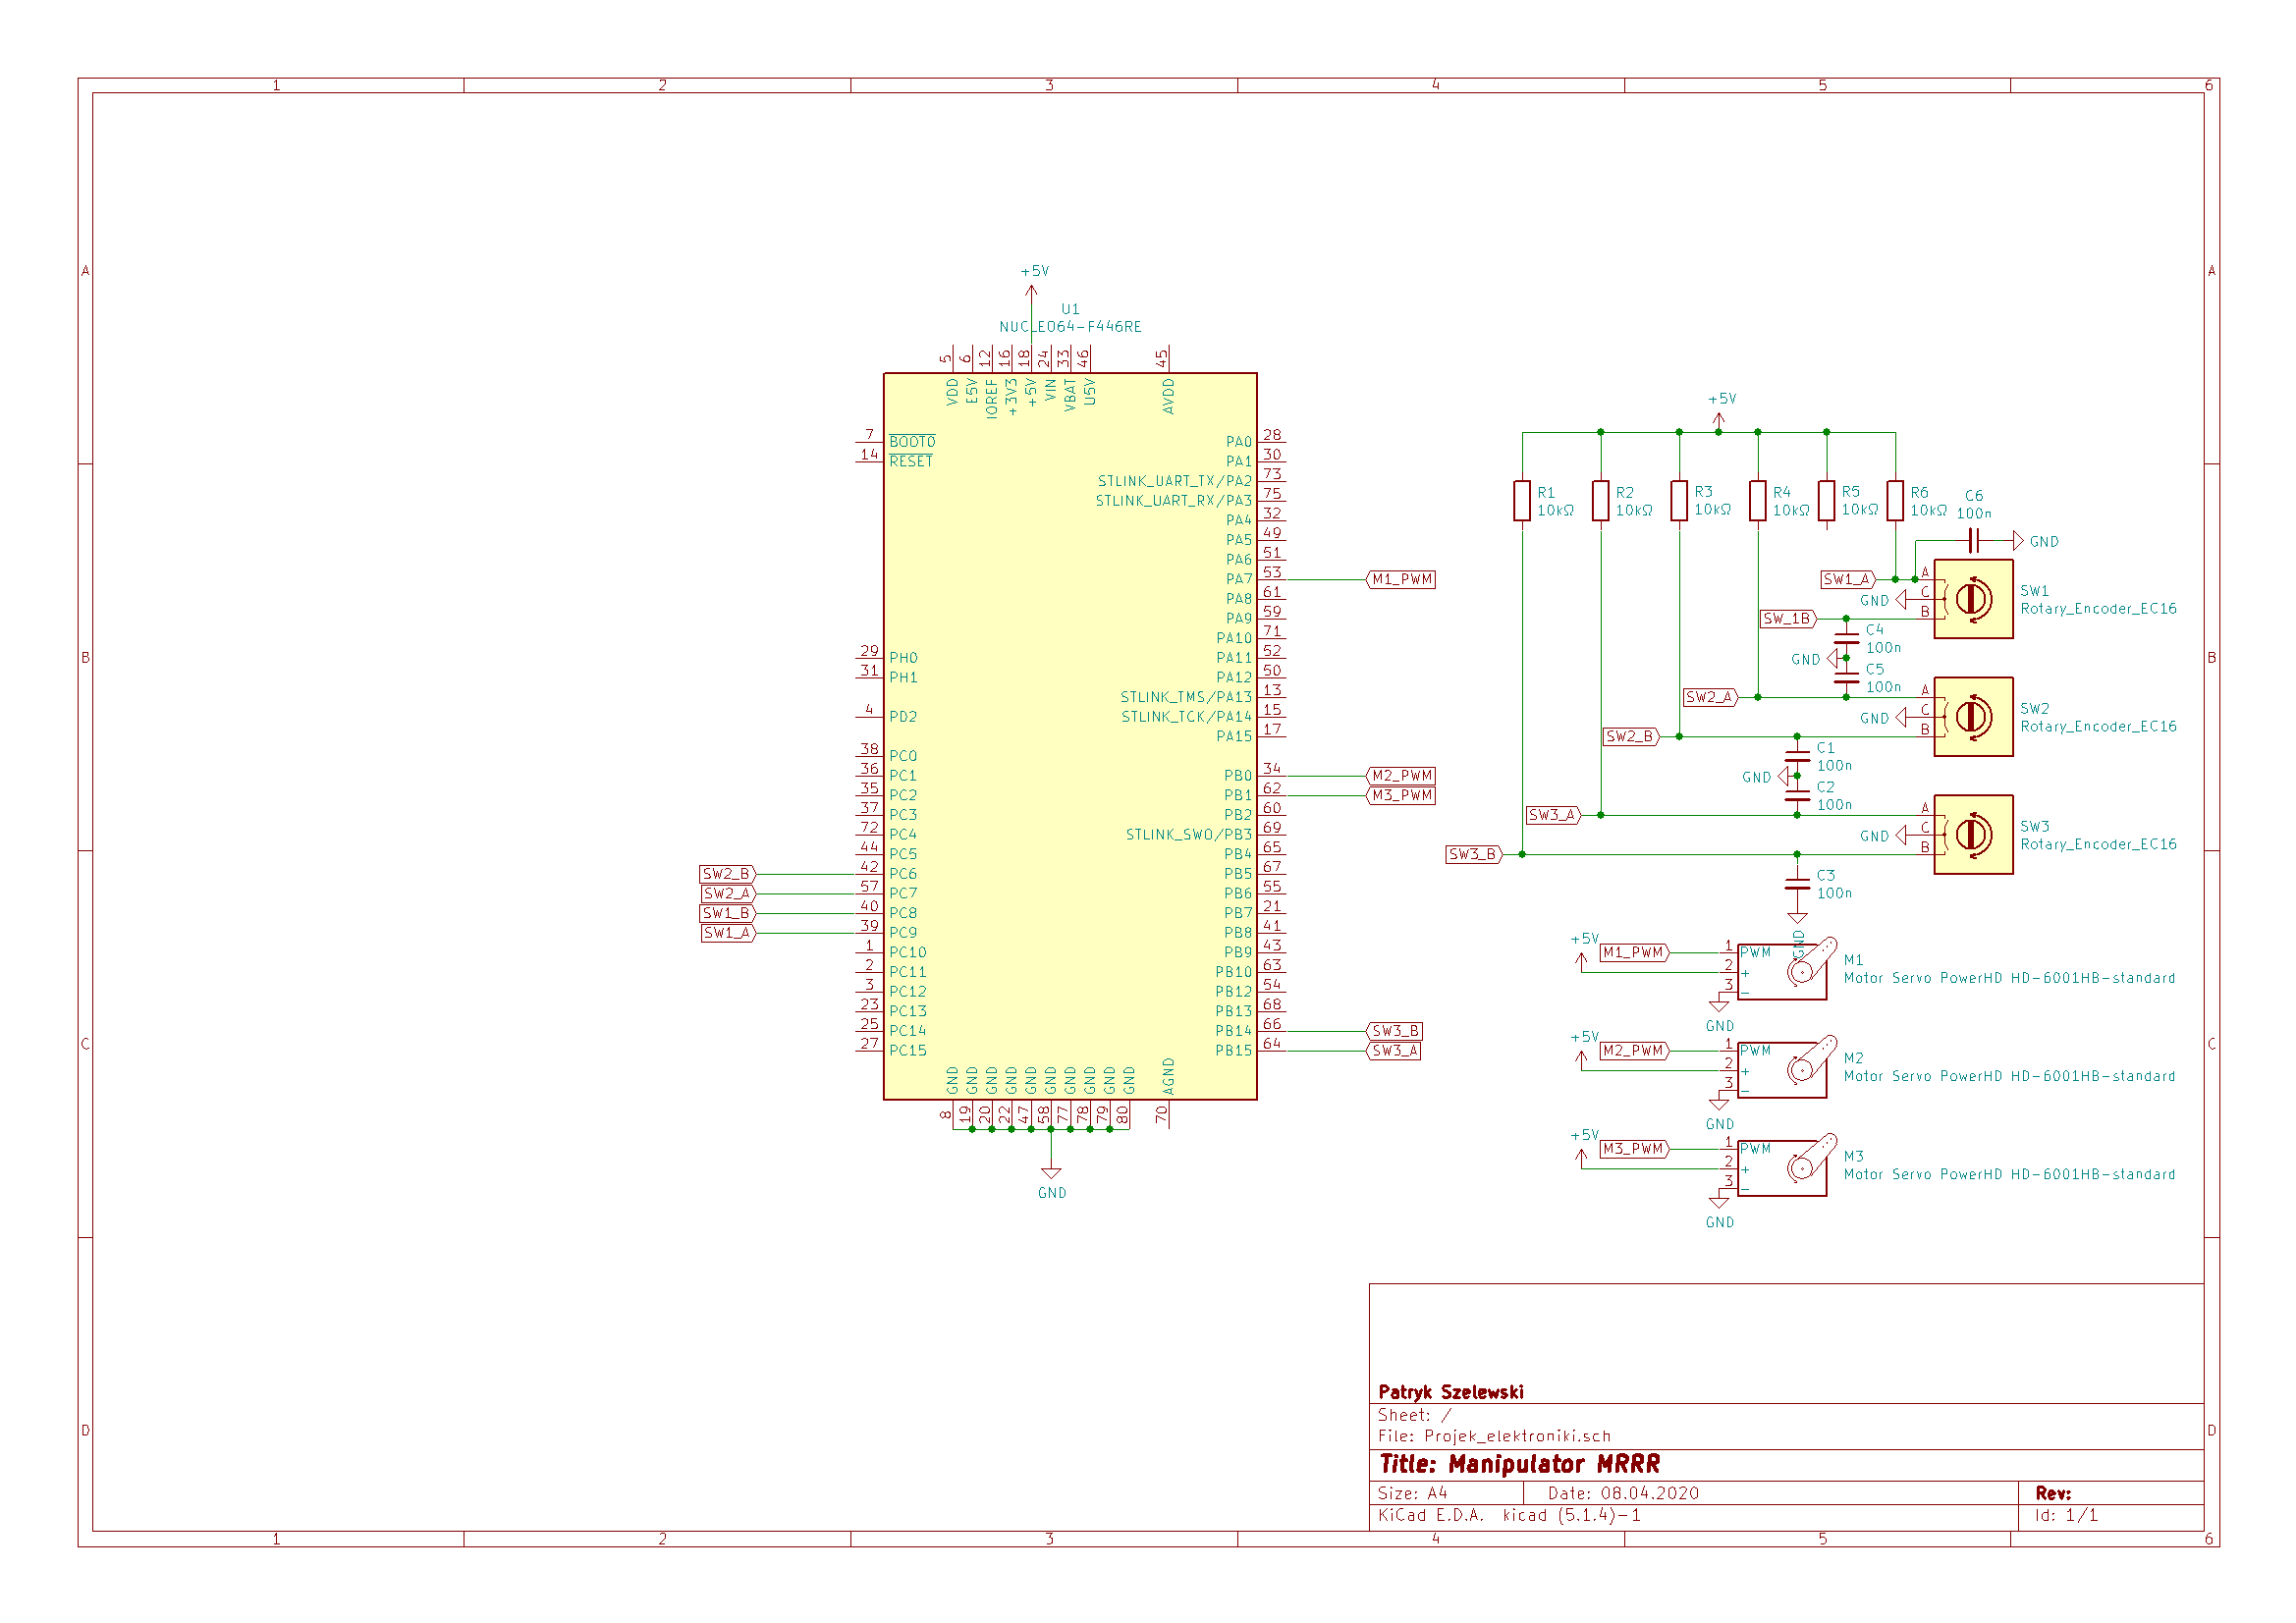 1 2 3 4 5 6
A A
B B
C C
D D
1 2 3 4 5 6
+5V
U1
NUCLEO64-F446RE
5 6 12 16 18 24 33 46 45
VDD E5V IOREF +3V3 +5V VIN VBAT U5V AVDD
7 BOOT0
14 RESET
29 PH0
31 PH1
4 PD2
38 PC0
36 PC1
35 PC2
37 PC3
72 PC4
44 PC5
SW2_B 42 PC6
SW2_A 57 PC7
SW1_B 40 PC8
SW1_A 39 PC9
1 PC10
2 PC11
3 PC12
23 PC13
25 PC14
27 PC15
PA0 28
PA1 30
STLINK_UART_TX/PA2 73
STLINK_UART_RX/PA3 75
PA4 32
PA5 49
PA6 51
PA7 53 M1_PWM
PA8 61
PA9 59
PA10 71
PA11 52
PA12 50
STLINK_TMS/PA13 13
STLINK_TCK/PA14 15
PA15 17
PB0 34 M2_PWM
PB1 62 M3_PWM
PB2 60
STLINK_SWO/PB3 69
PB4 65
PB5 67
PB6 55
PB7 21
PB8 41
PB9 43
PB10 63
PB12 54
PB13 68
PB14 66 SW3_B
PB15 64 SW3_A
GND GND GND GND GND GND GND GND GND GND AGND
8 19 20 22 47 58 77 78 79 80 70
GND
+5V
R1 R2 R3 R4 R5 R6
10kΩ 10kΩ 10kΩ 10kΩ 10kΩ 10kΩ
C6
100n
GND
SW1_A A
GND C
SW_1B B
SW1
Rotary_Encoder_EC16
C4
100n
GND
C5
100n
SW2_A A
GND C
SW2_B B
SW2
Rotary_Encoder_EC16
C1
100n
GND
C2
100n
SW3_A A
GND C
SW3_B B
SW3
Rotary_Encoder_EC16
C3
100n
GND
+5V M1_PWM 1 PWM
2 +
3 −
GND
M1
Motor Servo PowerHD HD-6001HB-standard
+5V M2_PWM 1 PWM
2 +
3 −
GND
M2
Motor Servo PowerHD HD-6001HB-standard
+5V M3_PWM 1 PWM
2 +
3 −
GND
M3
Motor Servo PowerHD HD-6001HB-standard
Patryk Szelewski
Sheet: /
File: Projek_elektroniki.sch
Title: Manipulator MRRR
Size: A4 Date: 08.04.2020 Rev:
KiCad E.D.A. kicad (5.1.4)-1 Id: 1/1